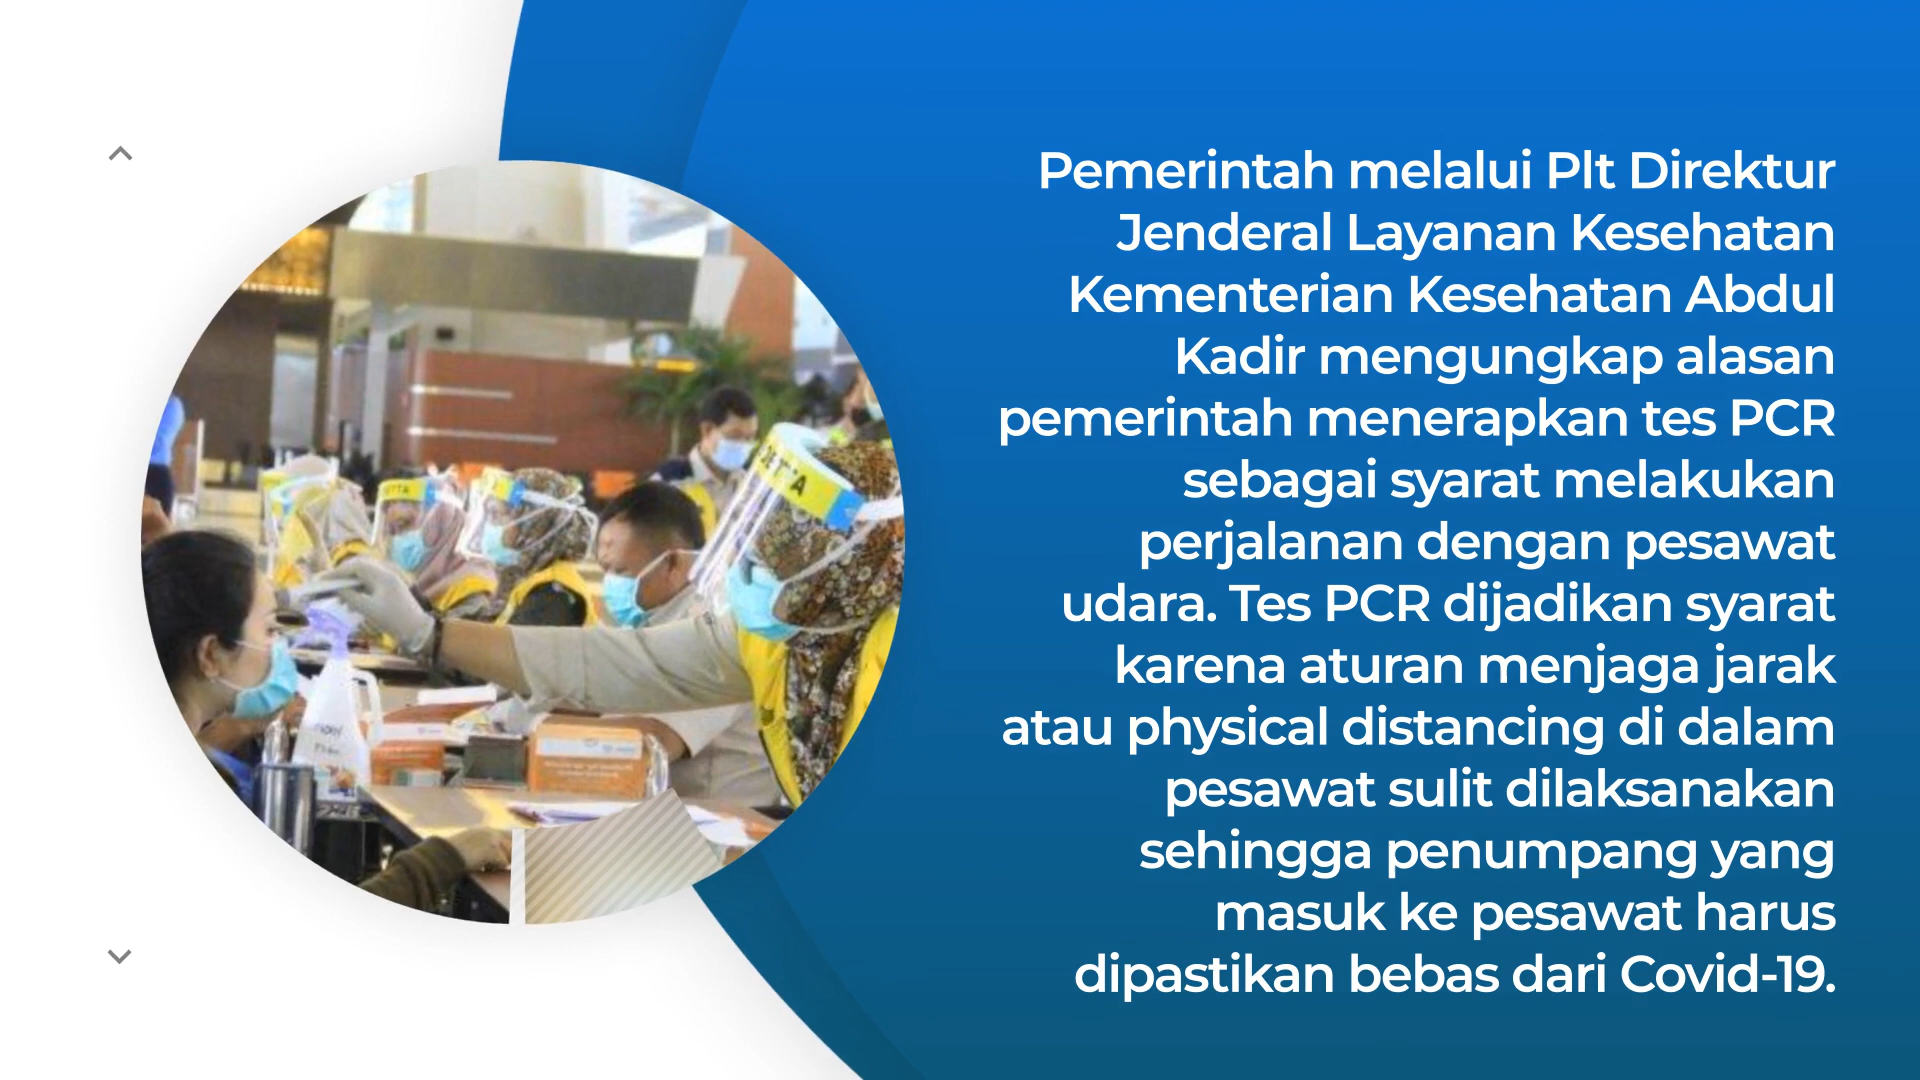 Pemerintah melalui Plt Direktur
Jenderal Layanan Kesehatan
Kementerian Kesehatan Abdul
Kadir mengungkap alasan
pemerintah menerapkan tes PCR
sebagai syarat melakukan
perjalanan dengan pesawat
udara. Tes PCR dijadikan syarat
karena aturan menjaga jarak
atau physical distancing di dalam
pesawat sulit dilaksanakan
sehingga penumpang yang
masuk ke pesawat harus
dipastikan bebas dari Covid-19.